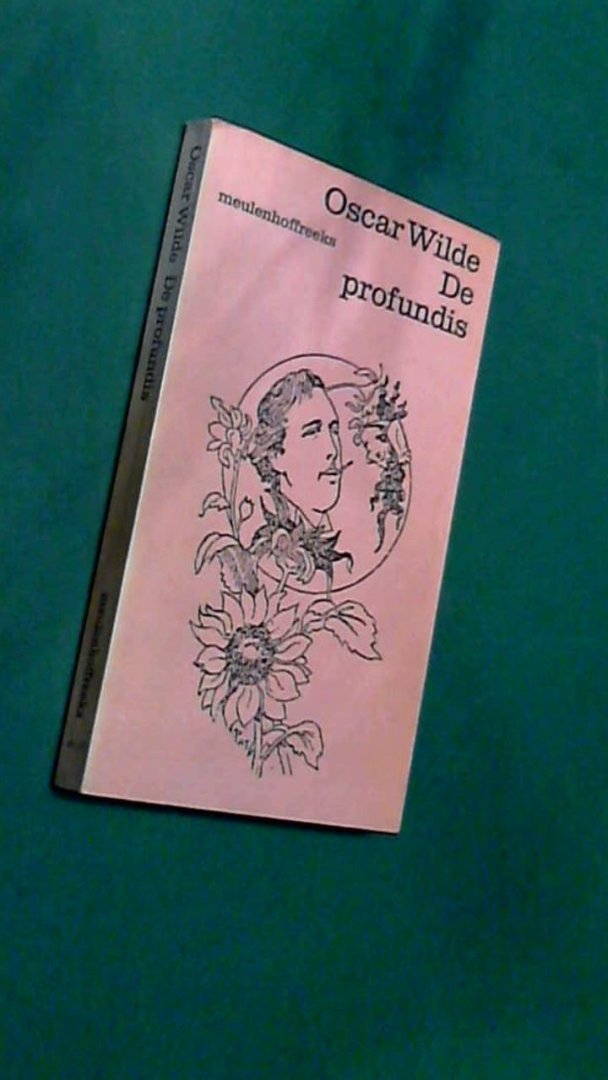 Oscar Wilde
De
profundis
meulenhoffreeks
Oscar Wilde De profundis
meulenhoffreeks